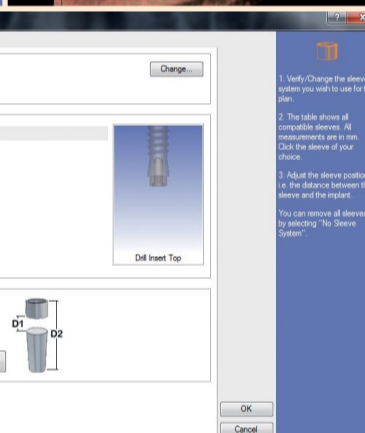 Change...
1. Verify/Change the sleeve
system you wish to use for
plan.
2. The table shows all
compatible sleeves. All
measurements are in mm.
Click the sleeve of your
choice.
3. Adjust the sleeve position
i.e. the distance between the
sleeve and the implant.
You can remove all sleeves
by selecting "No Sleeve
System".
Drill Insert Top
D1
D2
OK
Cancel